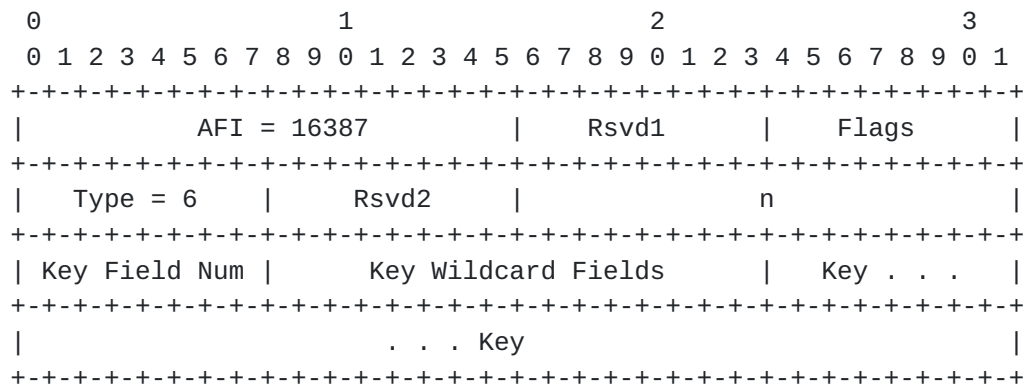 0                   1                   2                   3
 0 1 2 3 4 5 6 7 8 9 0 1 2 3 4 5 6 7 8 9 0 1 2 3 4 5 6 7 8 9 0 1
+-+-+-+-+-+-+-+-+-+-+-+-+-+-+-+-+-+-+-+-+-+-+-+-+-+-+-+-+-+-+-+-+
|           AFI = 16387         |     Rsvd1     |     Flags     |
+-+-+-+-+-+-+-+-+-+-+-+-+-+-+-+-+-+-+-+-+-+-+-+-+-+-+-+-+-+-+-+-+
|   Type = 6    |     Rsvd2     |               n               |
+-+-+-+-+-+-+-+-+-+-+-+-+-+-+-+-+-+-+-+-+-+-+-+-+-+-+-+-+-+-+-+-+
| Key Field Num |      Key Wildcard Fields      |   Key . . .   |
+-+-+-+-+-+-+-+-+-+-+-+-+-+-+-+-+-+-+-+-+-+-+-+-+-+-+-+-+-+-+-+-+
|                       . . . Key                               |
+-+-+-+-+-+-+-+-+-+-+-+-+-+-+-+-+-+-+-+-+-+-+-+-+-+-+-+-+-+-+-+-+